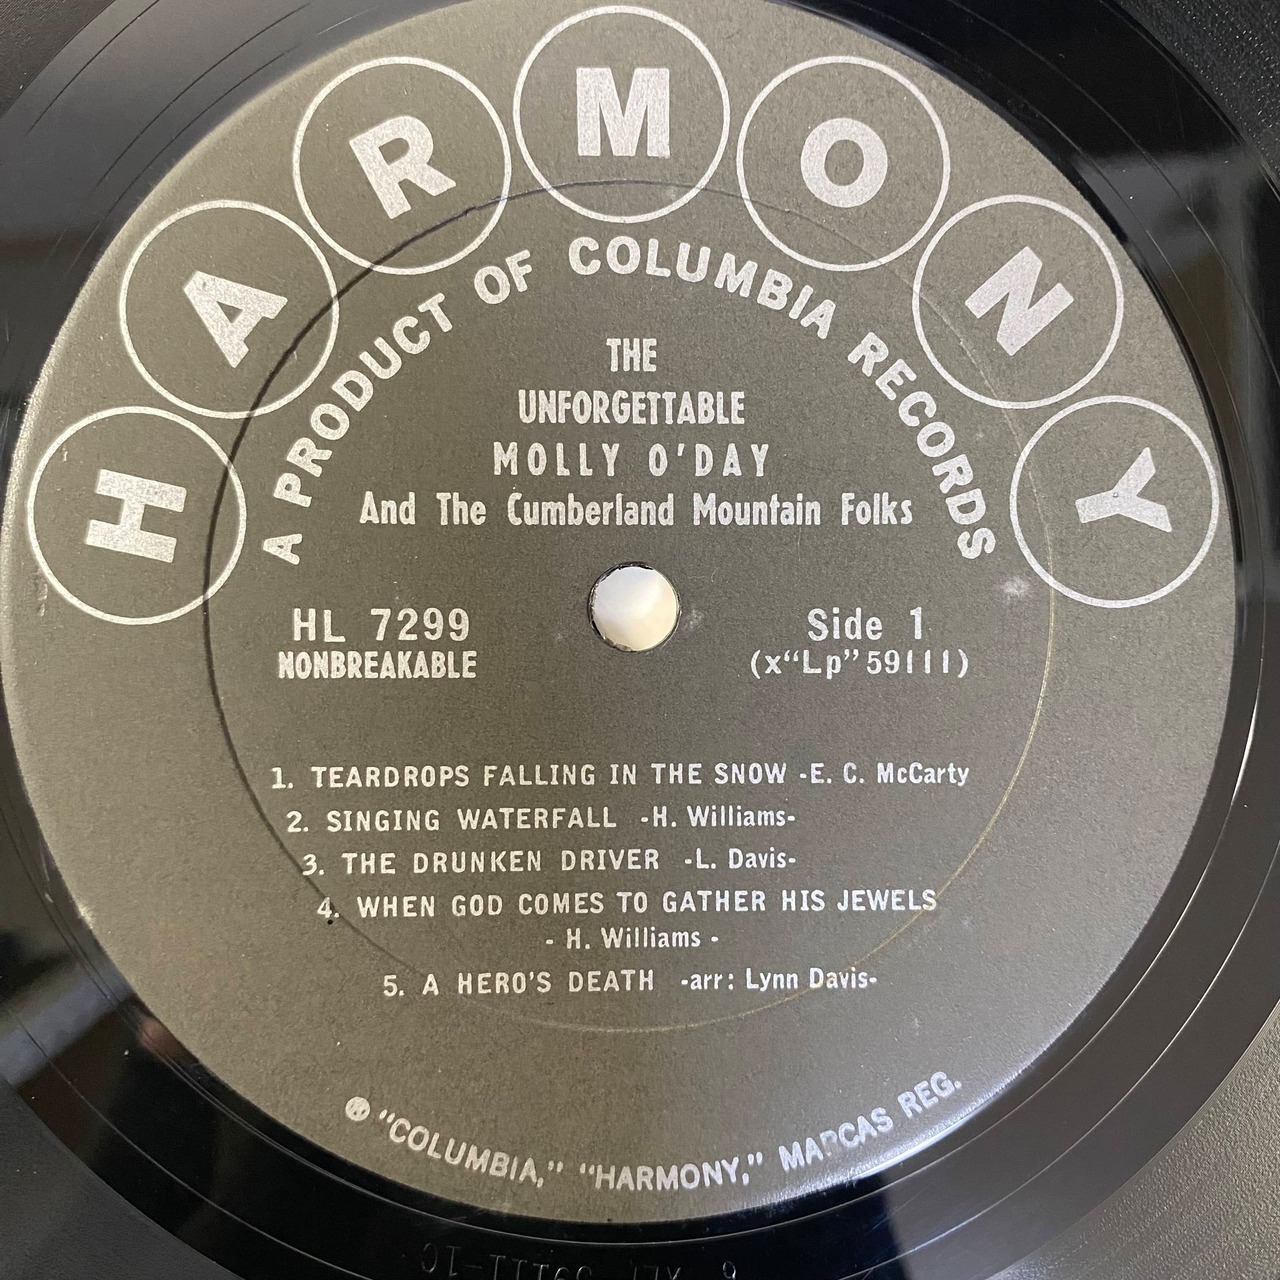 HARMONY
A PRODUCT OF COLUMBIA RECORDS
THE
UNFORGETTABLE
MOLLY O'DAY
And The Cumberland Mountain Folks
HL 7299
NONBREAKABLE
Side 1
(x“Lp” 59111)
1. TEARDROPS FALLING IN THE SNOW -E. C. McCarty
2. SINGING WATERFALL -H. Williams-
3. THE DRUNKEN DRIVER -L. Davis-
4. WHEN GOD COMES TO GATHER HIS JEWELS
- H. Williams -
5. A HERO'S DEATH -arr: Lynn Davis-
“COLUMBIA,” “HARMONY,” MARCAS REG.